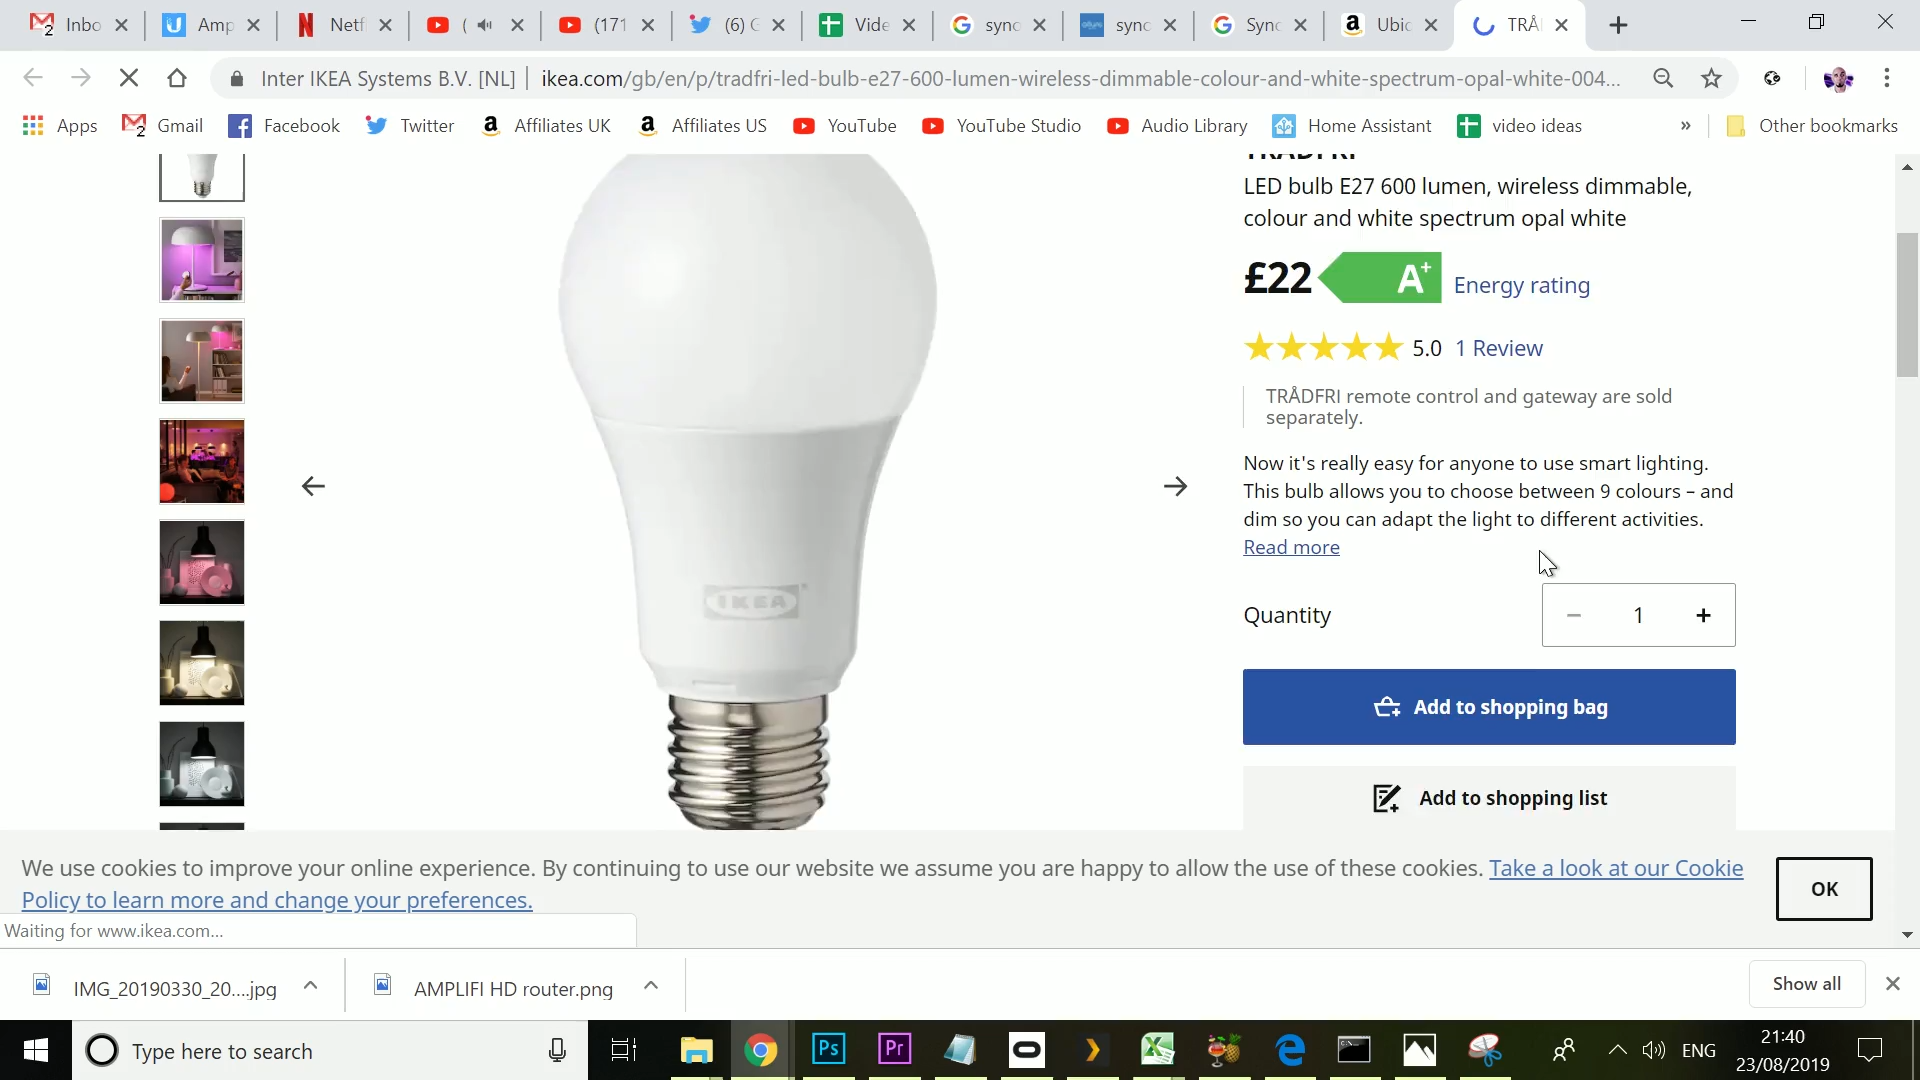 Inbo
Amp
Netf
(
(171
(6) G
Vide
sync
sync
Sync
Ubic
TRÅ
Inter IKEA Systems B.V. [NL] | ikea.com/gb/en/p/tradfri-led-bulb-e27-600-lumen-wireless-dimmable-colour-and-white-spectrum-opal-white-004...
Apps
Gmail
Facebook
Twitter
Affiliates UK
Affiliates US
YouTube
YouTube Studio
Audio Library
Home Assistant
video ideas
»
Other bookmarks
TRÅDFRI
LED bulb E27 600 lumen, wireless dimmable,
colour and white spectrum opal white
£22
A+
Energy rating
5.0 1 Review
TRÅDFRI remote control and gateway are sold
separately.
Now it's really easy for anyone to use smart lighting.
This bulb allows you to choose between 9 colours – and
dim so you can adapt the light to different activities.
Read more
IKEA
Quantity
− 1 +
Add to shopping bag
Add to shopping list
We use cookies to improve your online experience. By continuing to use our website we assume you are happy to allow the use of these cookies. Take a look at our Cookie
Policy to learn more and change your preferences.
OK
Waiting for www.ikea.com...
IMG_20190330_20....jpg
AMPLIFI HD router.png
Show all
Type here to search
Ps
Pr
ENG
21:40
23/08/2019